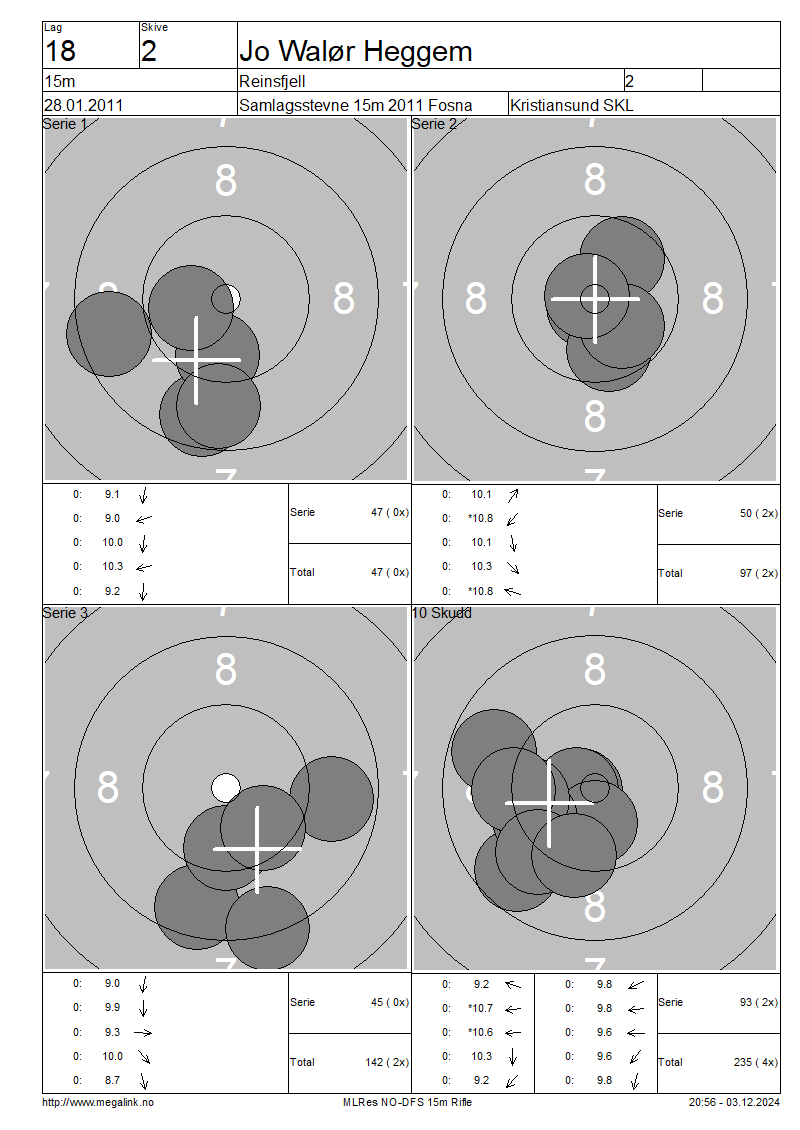 Lag
Skive
18
2
Jo Walør Heggem
15m
Reinsfjell
2
28.01.2011
Samlagsstevne 15m 2011 Fosna
Kristiansund SKL
Serie 1
8
8
7
0: 9.1
0: 9.0
0: 10.0
0: 10.3
0: 9.2
Serie 47 ( 0x)
Total 47 ( 0x)
Serie 2
8
8
8
8
0: 10.1
0: *10.8
0: 10.1
0: 10.3
0: *10.8
Serie 50 ( 2x)
Total 97 ( 2x)
Serie 3
8
8
7
0: 9.0
0: 9.9
0: 9.3
0: 10.0
0: 8.7
Serie 45 ( 0x)
Total 142 ( 2x)
10 Skudd
8
8
8
7
0: 9.2
0: *10.7
0: *10.6
0: 10.3
0: 9.2
0: 9.8
0: 9.8
0: 9.6
0: 9.6
0: 9.8
Serie 93 ( 2x)
Total 235 ( 4x)
http://www.megalink.no
MLRes NO-DFS 15m Rifle
20:56 - 03.12.2024